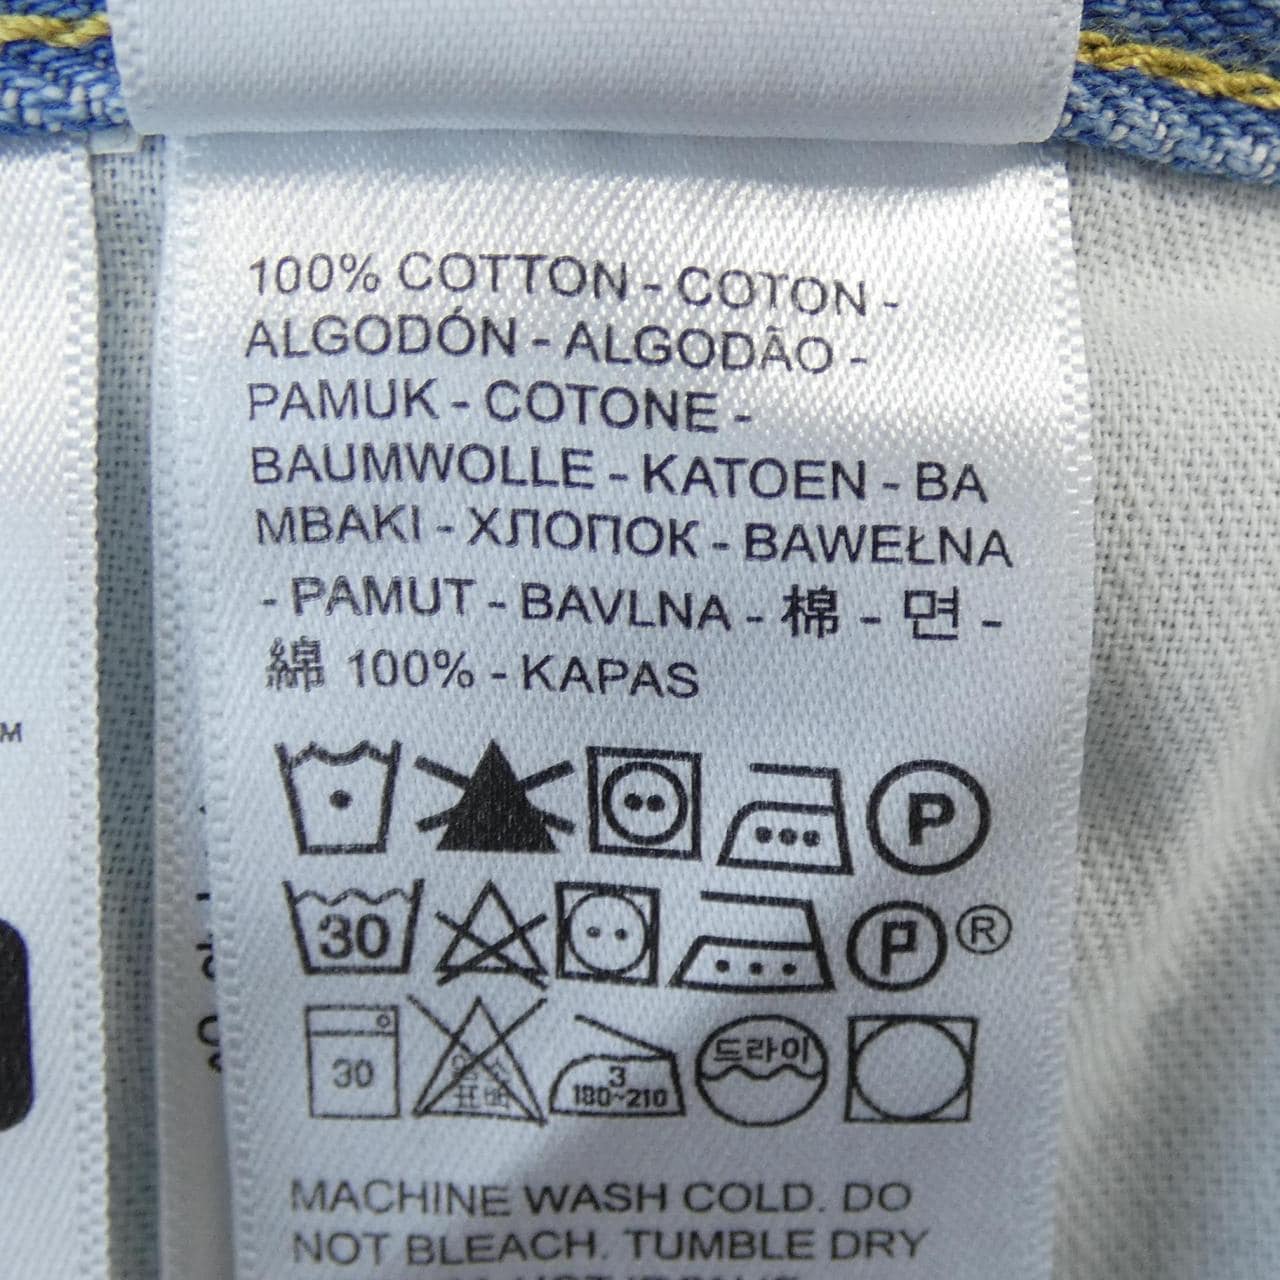 100% COTTON - COTON -
ALGODÓN - ALGODÃO -
PAMUK - COTONE -
BAUMWOLLE - KATOEN - BA
MBAKI - ХЛОПОК - BAWEŁNA
- PAMUT - BAVLNA - 棉 - 면 -
綿 100% - KAPAS
P
30 P ®
30 3 드라이
180~210
MACHINE WASH COLD. DO
NOT BLEACH. TUMBLE DRY